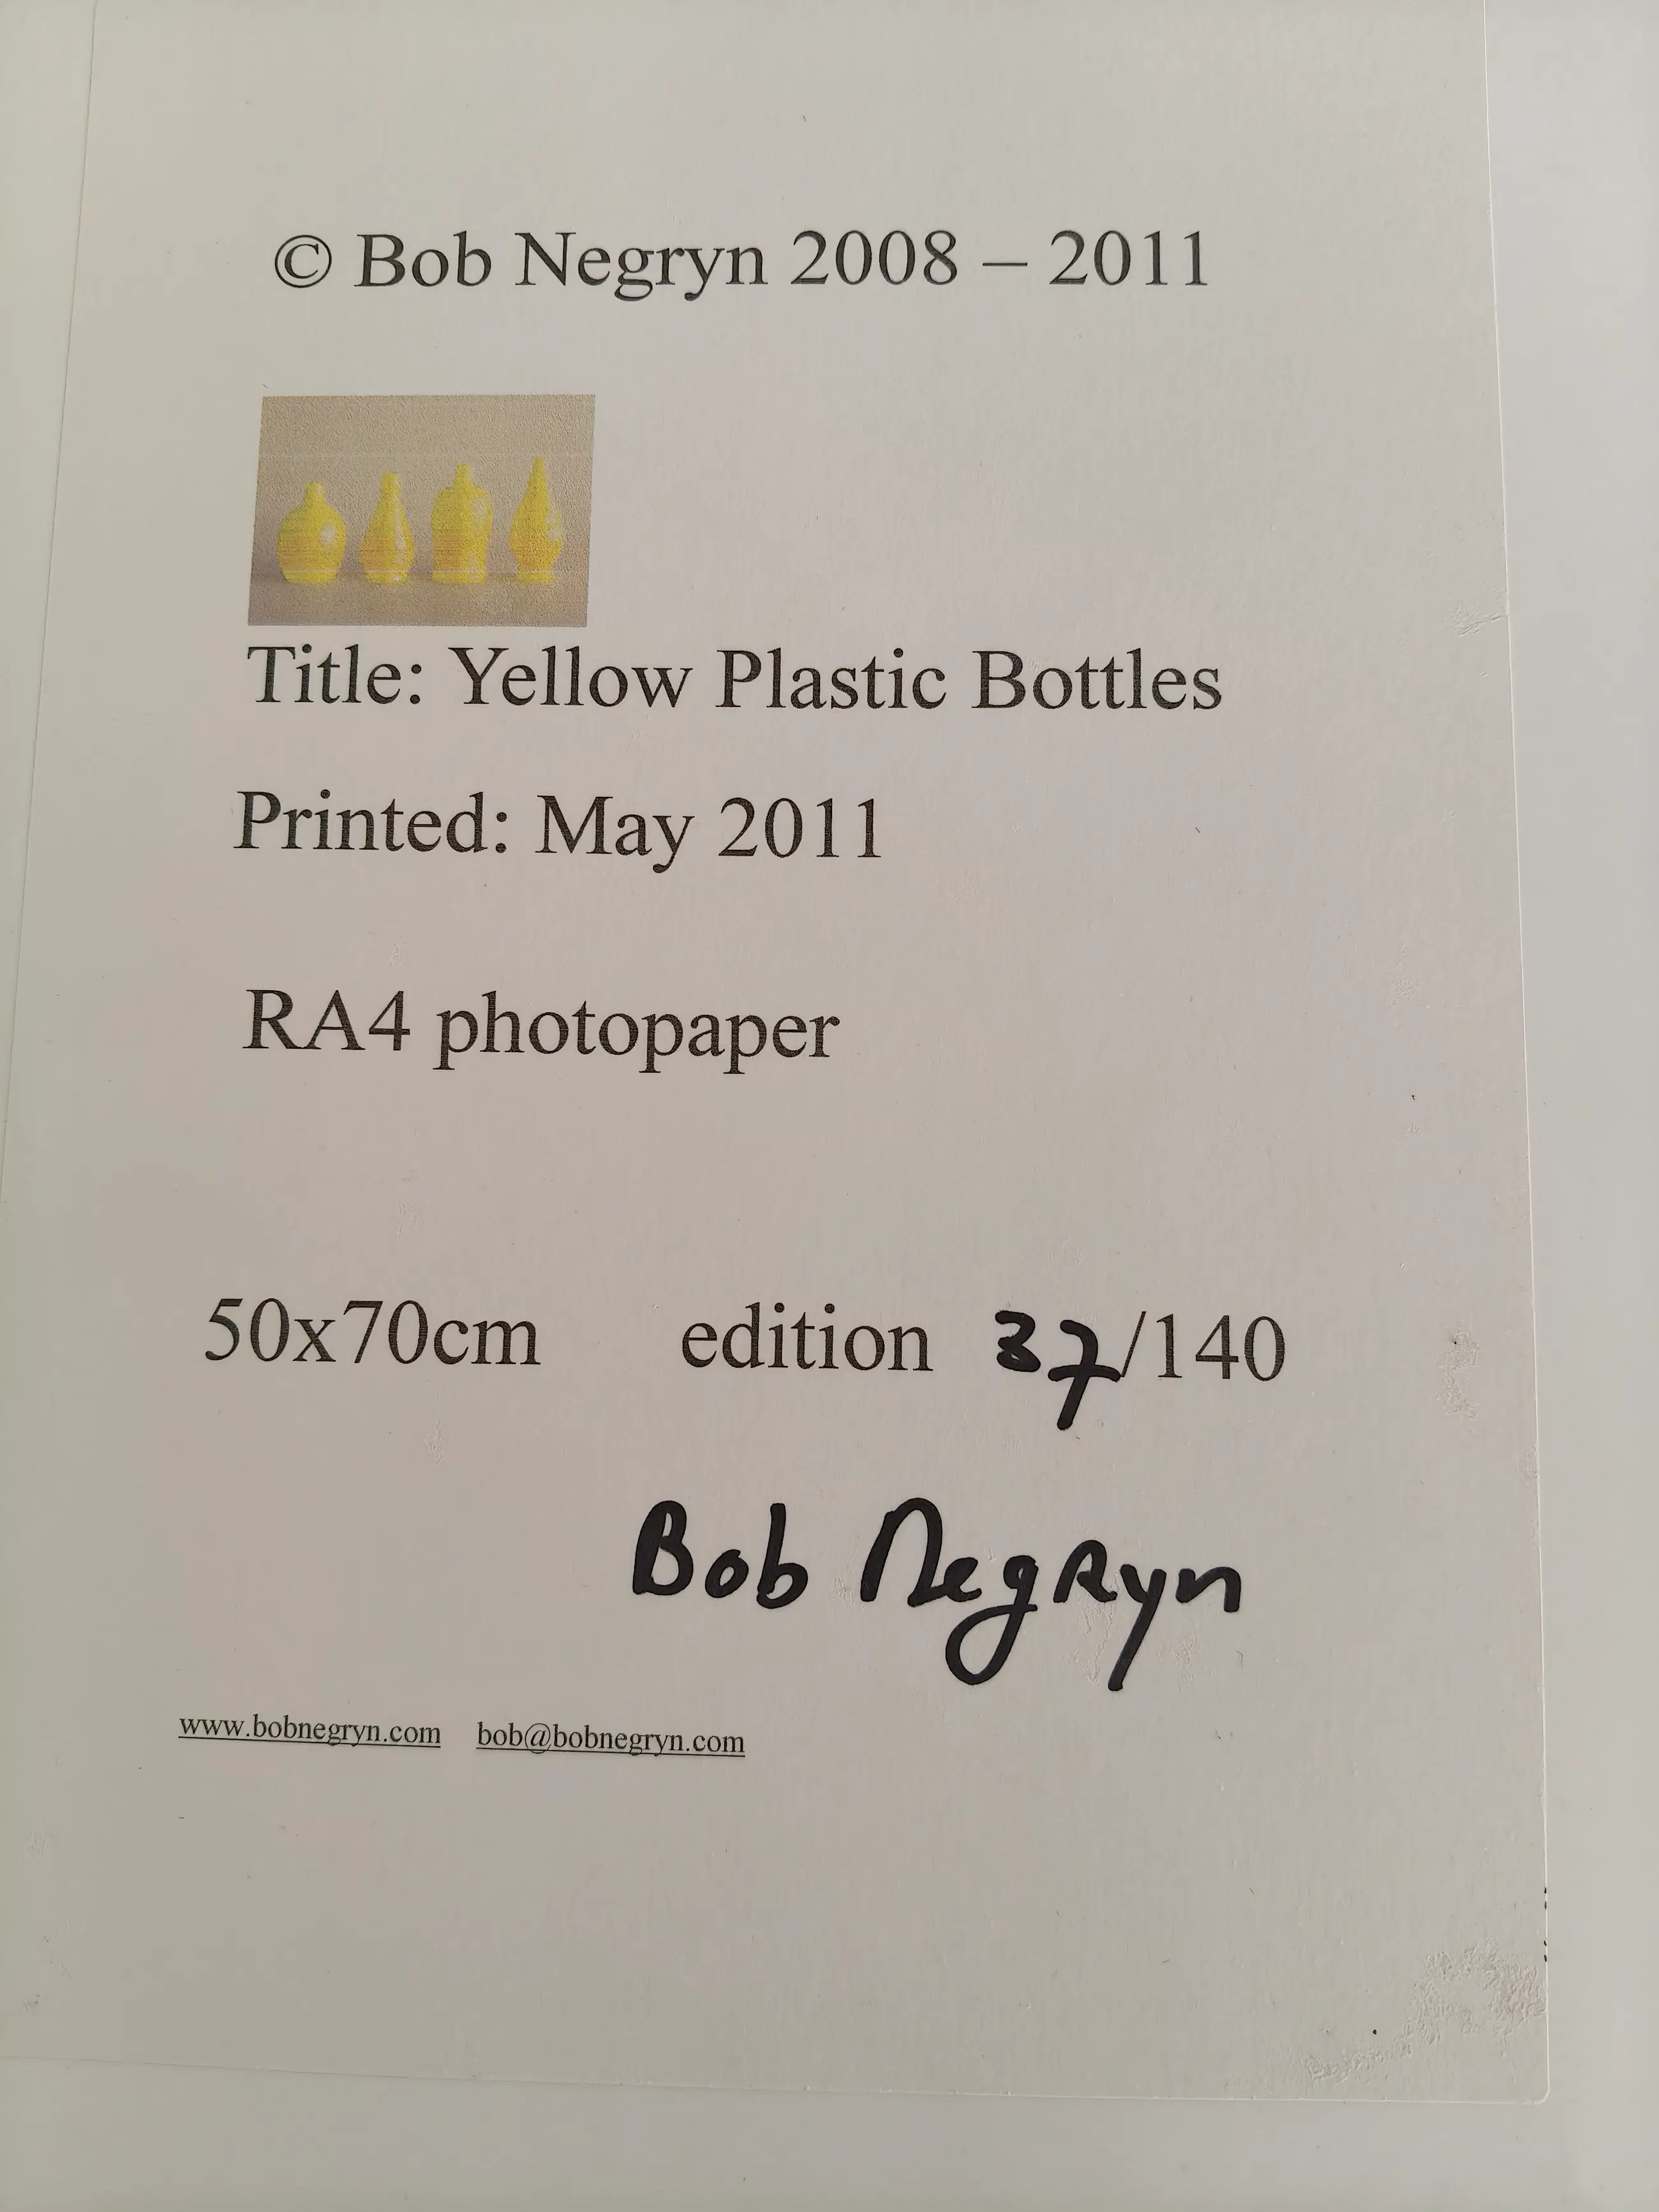 © Bob Negryn 2008 – 2011
Title: Yellow Plastic Bottles
Printed: May 2011
RA4 photopaper
50x70cm edition 37/140
Bob Negryn
www.bobnegryn.com bob@bobnegryn.com